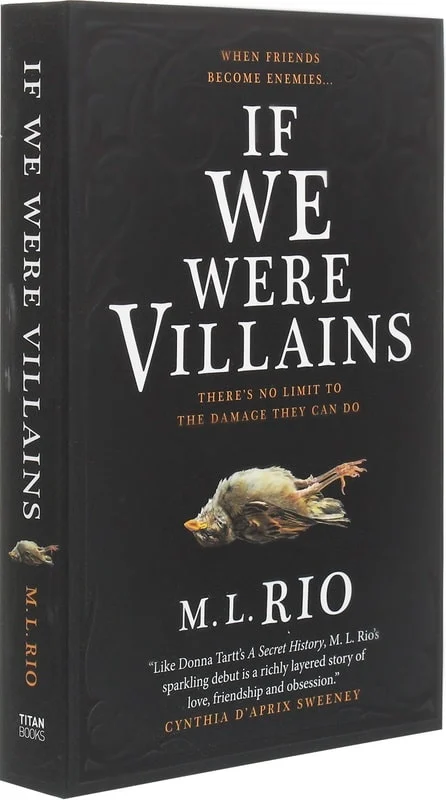 WHEN FRIENDS
BECOME ENEMIES...
IF
WE
WERE
VILLAINS
THERE'S NO LIMIT TO
THE DAMAGE THEY CAN DO
M. L. RIO
“Like Donna Tartt's A Secret History, M. L. Rio's
sparkling debut is a richly layered story of
love, friendship and obsession.”
CYNTHIA D'APRIX SWEENEY
IF WE WERE VILLAINS
M. L. RIO
TITAN
BOOKS